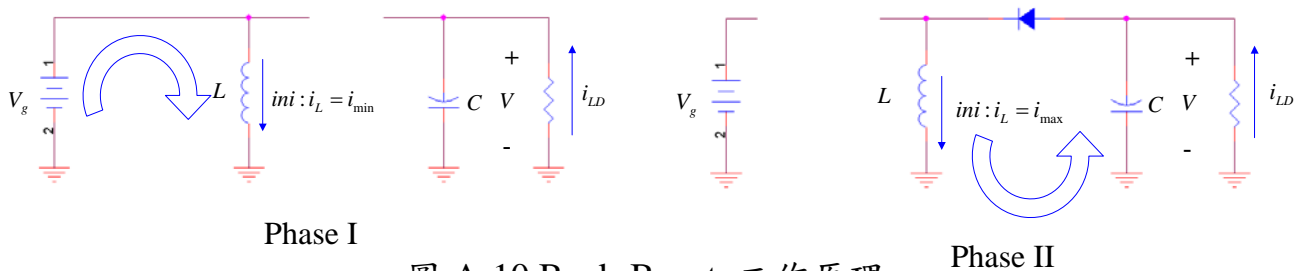 1
2
V_g
L
ini : i_L = i_min
+
C
V
-
i_LD
1
2
V_g
L
ini : i_L = i_max
+
C
V
-
i_LD
Phase I
Phase II